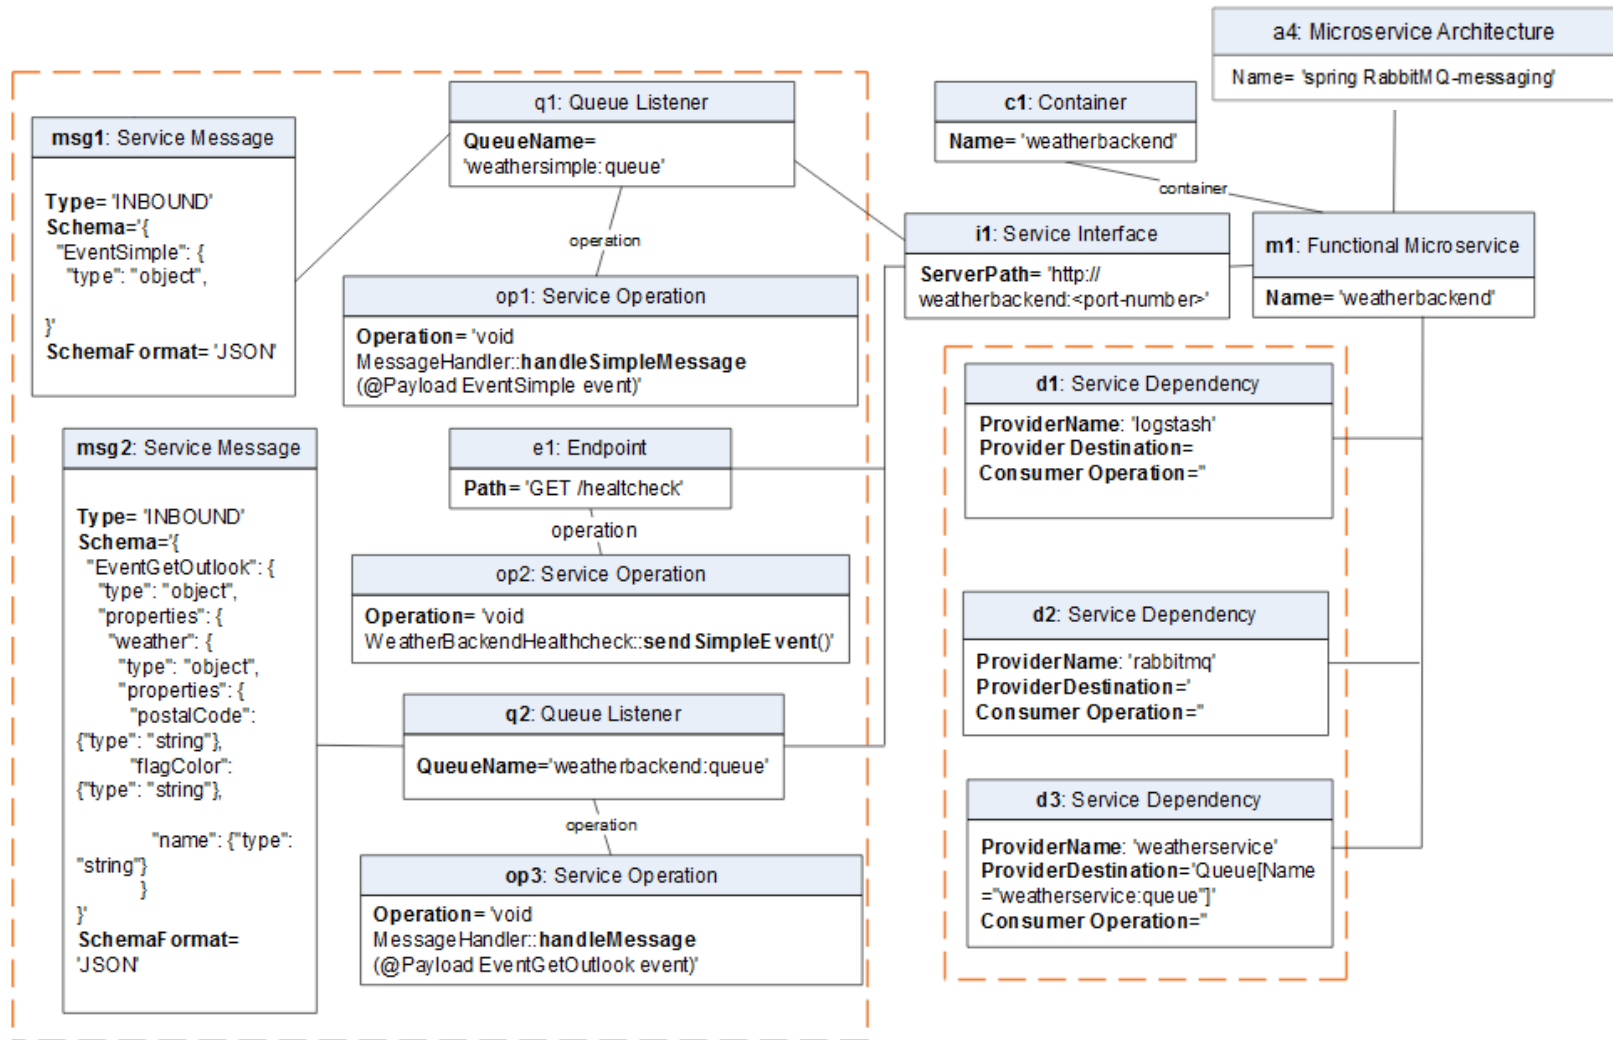 a4: Microservice Architecture
Name= 'spring RabbitMQ-messaging'
q1: Queue Listener
QueueName=
'weathersimple:queue'
c1: Container
Name= 'weatherbackend'
msg1: Service Message
Type= 'INBOUND'
Schema='{
"EventSimple": {
"type": "object",
}'
SchemaFormat= 'JSON'
container
operation
i1: Service Interface
ServerPath= 'http://
weatherbackend:<port-number>'
m1: Functional Microservice
Name= 'weatherbackend'
op1: Service Operation
Operation= 'void
MessageHandler::handleSimpleMessage
(@Payload EventSimple event)'
d1: Service Dependency
ProviderName: 'logstash'
Provider Destination=
Consumer Operation=''
msg2: Service Message
Type= 'INBOUND'
Schema='{
"EventGetOutlook": {
"type": "object",
"properties": {
"weather": {
"type": "object",
"properties": {
"postalCode":
{"type": "string"},
"flagColor":
{"type": "string"},
"name": {"type":
"string"}
}
}'
SchemaFormat=
'JSON'
e1: Endpoint
Path= 'GET /healtcheck'
operation
op2: Service Operation
Operation= 'void
WeatherBackendHealthcheck::sendSimpleEvent()'
d2: Service Dependency
ProviderName: 'rabbitmq'
ProviderDestination='
Consumer Operation=''
q2: Queue Listener
QueueName='weatherbackend:queue'
operation
op3: Service Operation
Operation= 'void
MessageHandler::handleMessage
(@Payload EventGetOutlook event)'
d3: Service Dependency
ProviderName: 'weatherservice'
ProviderDestination='Queue[Name
="weatherservice:queue"]'
Consumer Operation=''